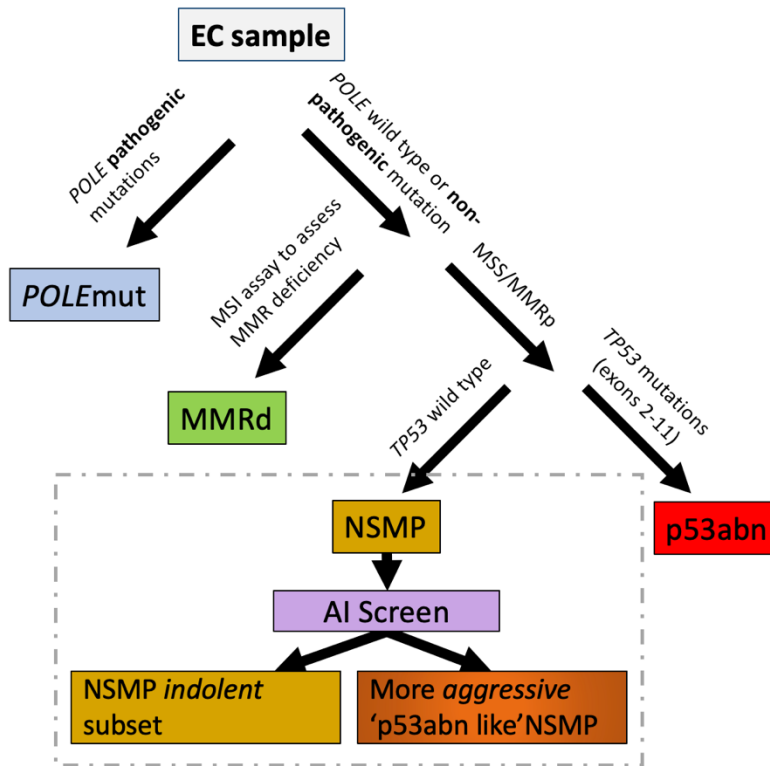 EC sample
POLE pathogenic
mutations
POLE wild type or non-
pathogenic mutation
POLEmut
MSI assay to assess
MMR deficiency
MSS/MMRp
MMRd
TP53 wild type
TP53 mutations
(exons 2-11)
NSMP
p53abn
AI Screen
NSMP indolent
subset
More aggressive
‘p53abn like’NSMP